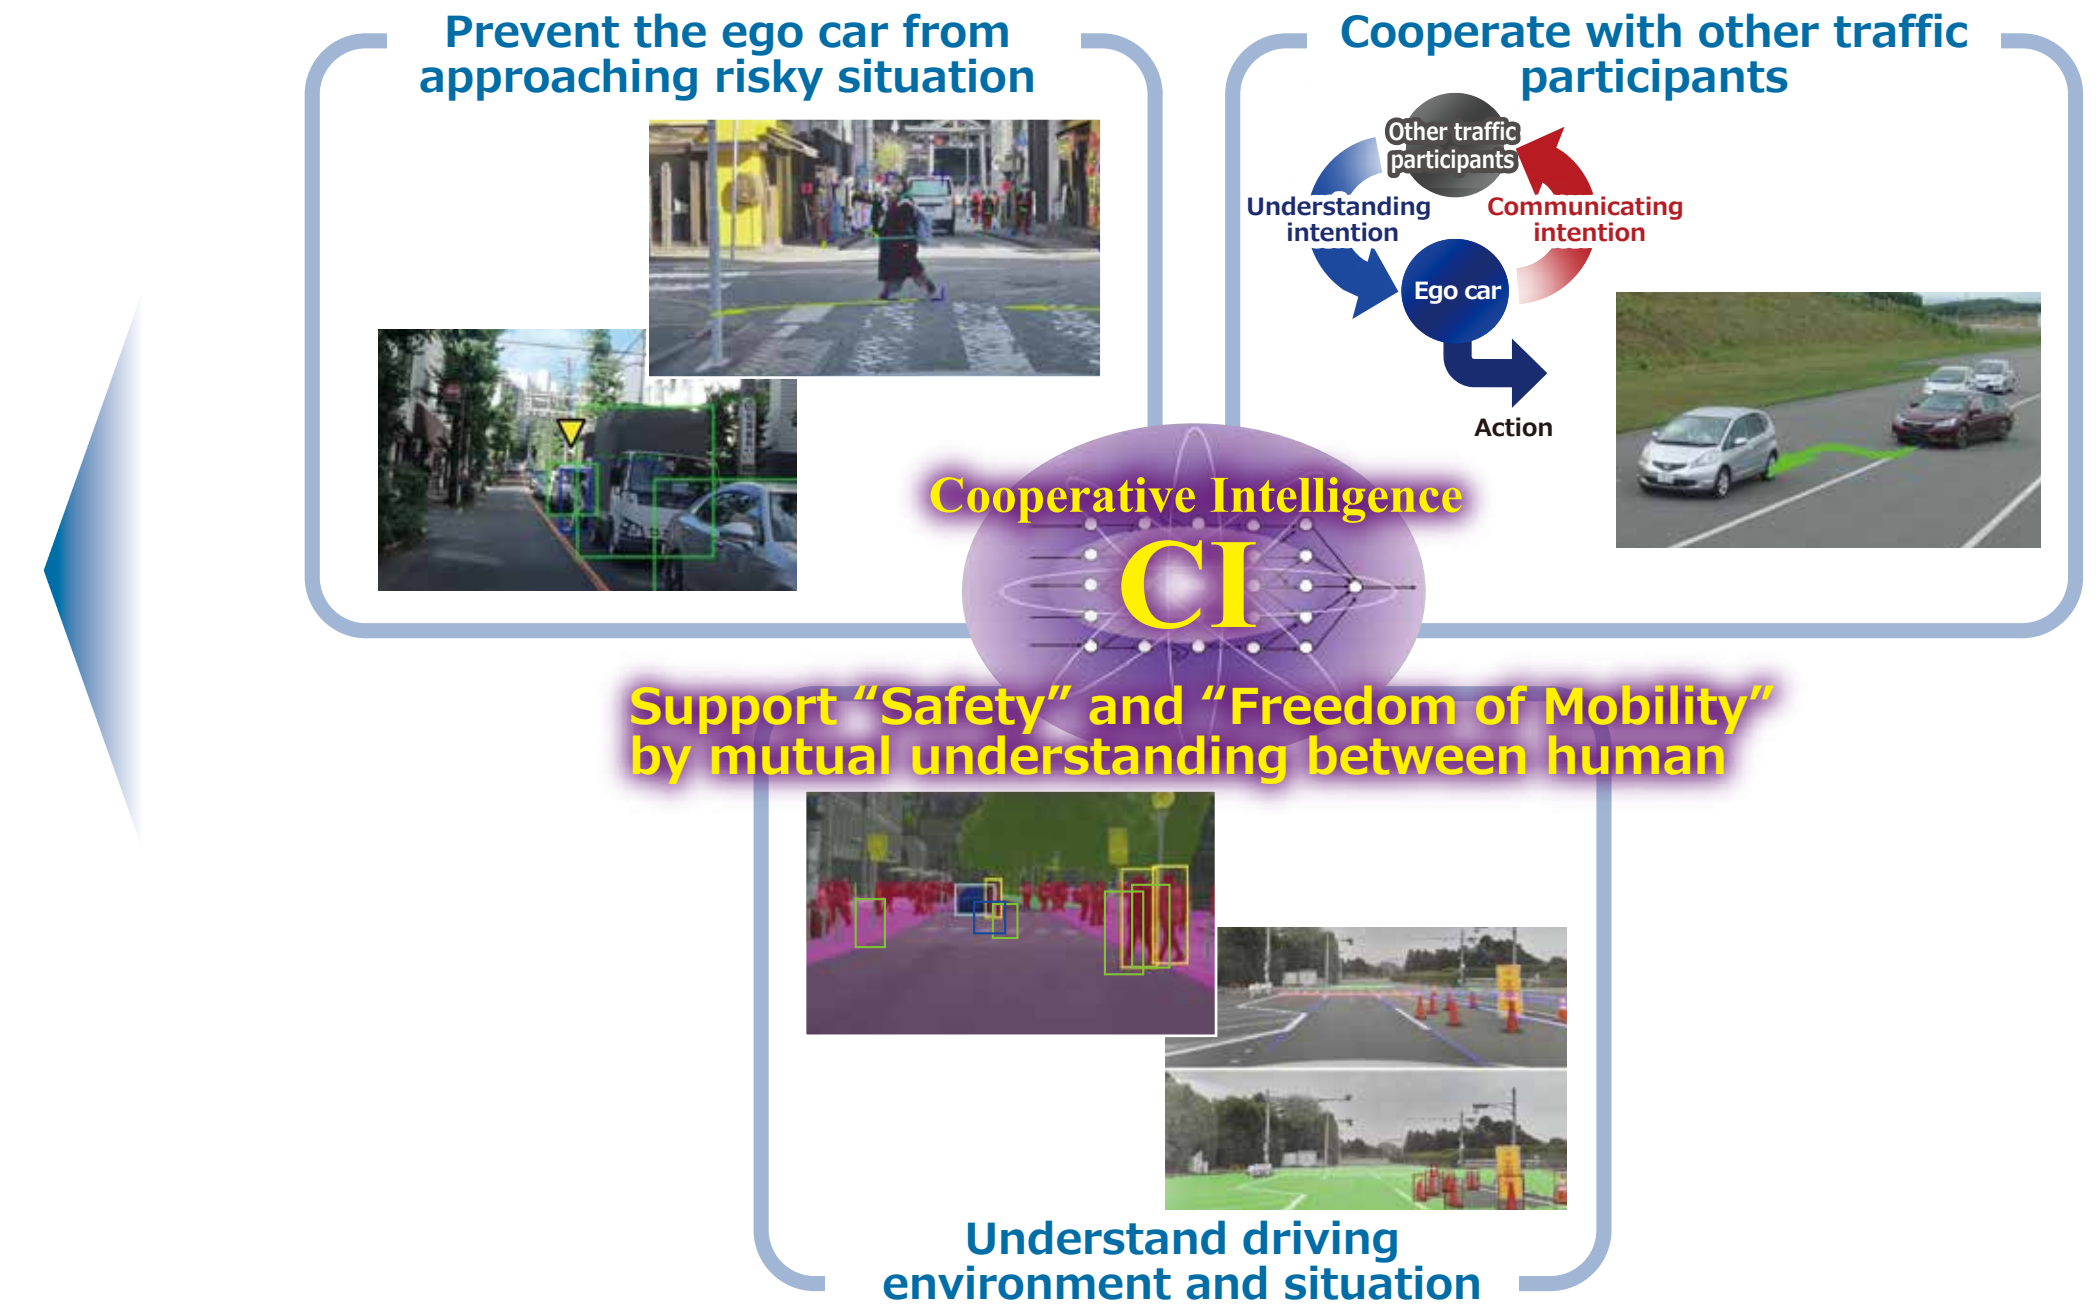 Prevent the ego car from
approaching risky situation
Cooperate with other traffic
participants
Other traffic
participants
Understanding
intention
Communicating
intention
Ego car
Action
Cooperative Intelligence
CI
Support “Safety” and “Freedom of Mobility”
by mutual understanding between human
Understand driving
environment and situation